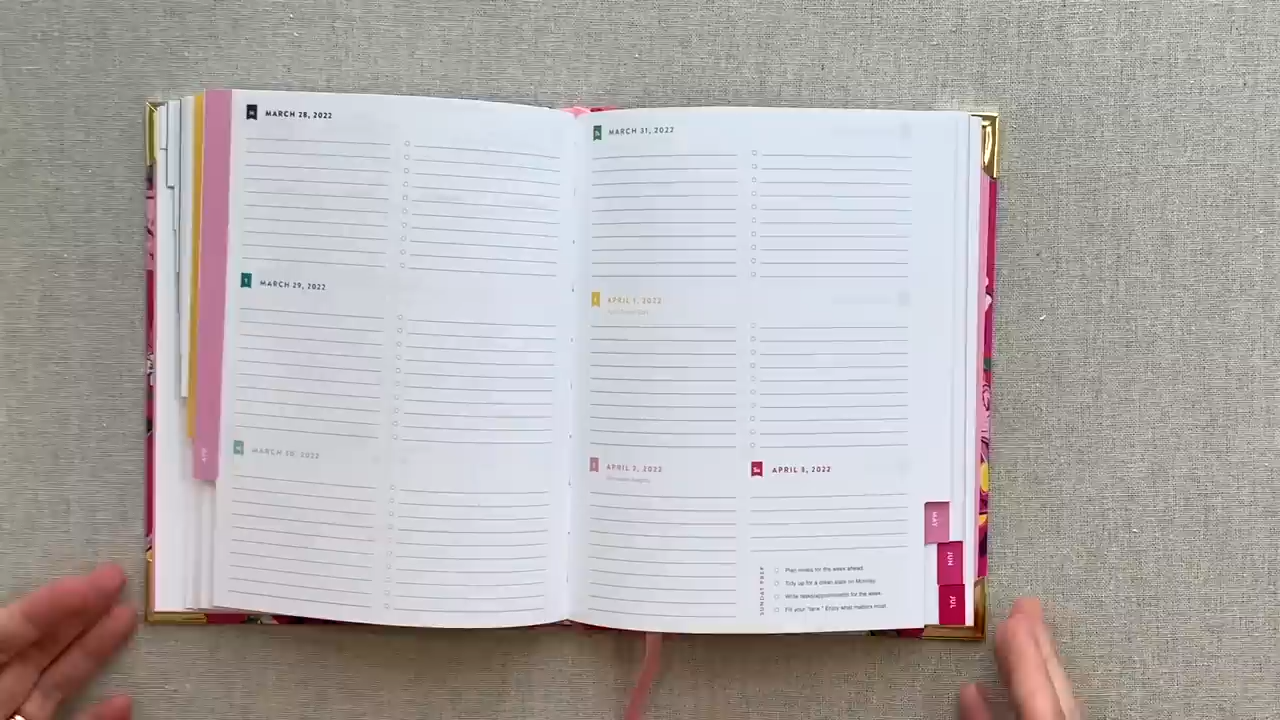 MARCH 28, 2022
T MARCH 29, 2022
MARCH 30, 2022
APR
MARCH 31, 2022
APRIL 1, 2022
APRIL 2, 2022
APRIL 3, 2022
SUNDAY PREP
Plan meals for the week ahead.
Tidy up for a clean slate on Monday.
Write tasks/appointments for the week.
Fill your "tank." Enjoy what matters most.
MAY
JUN
JUL